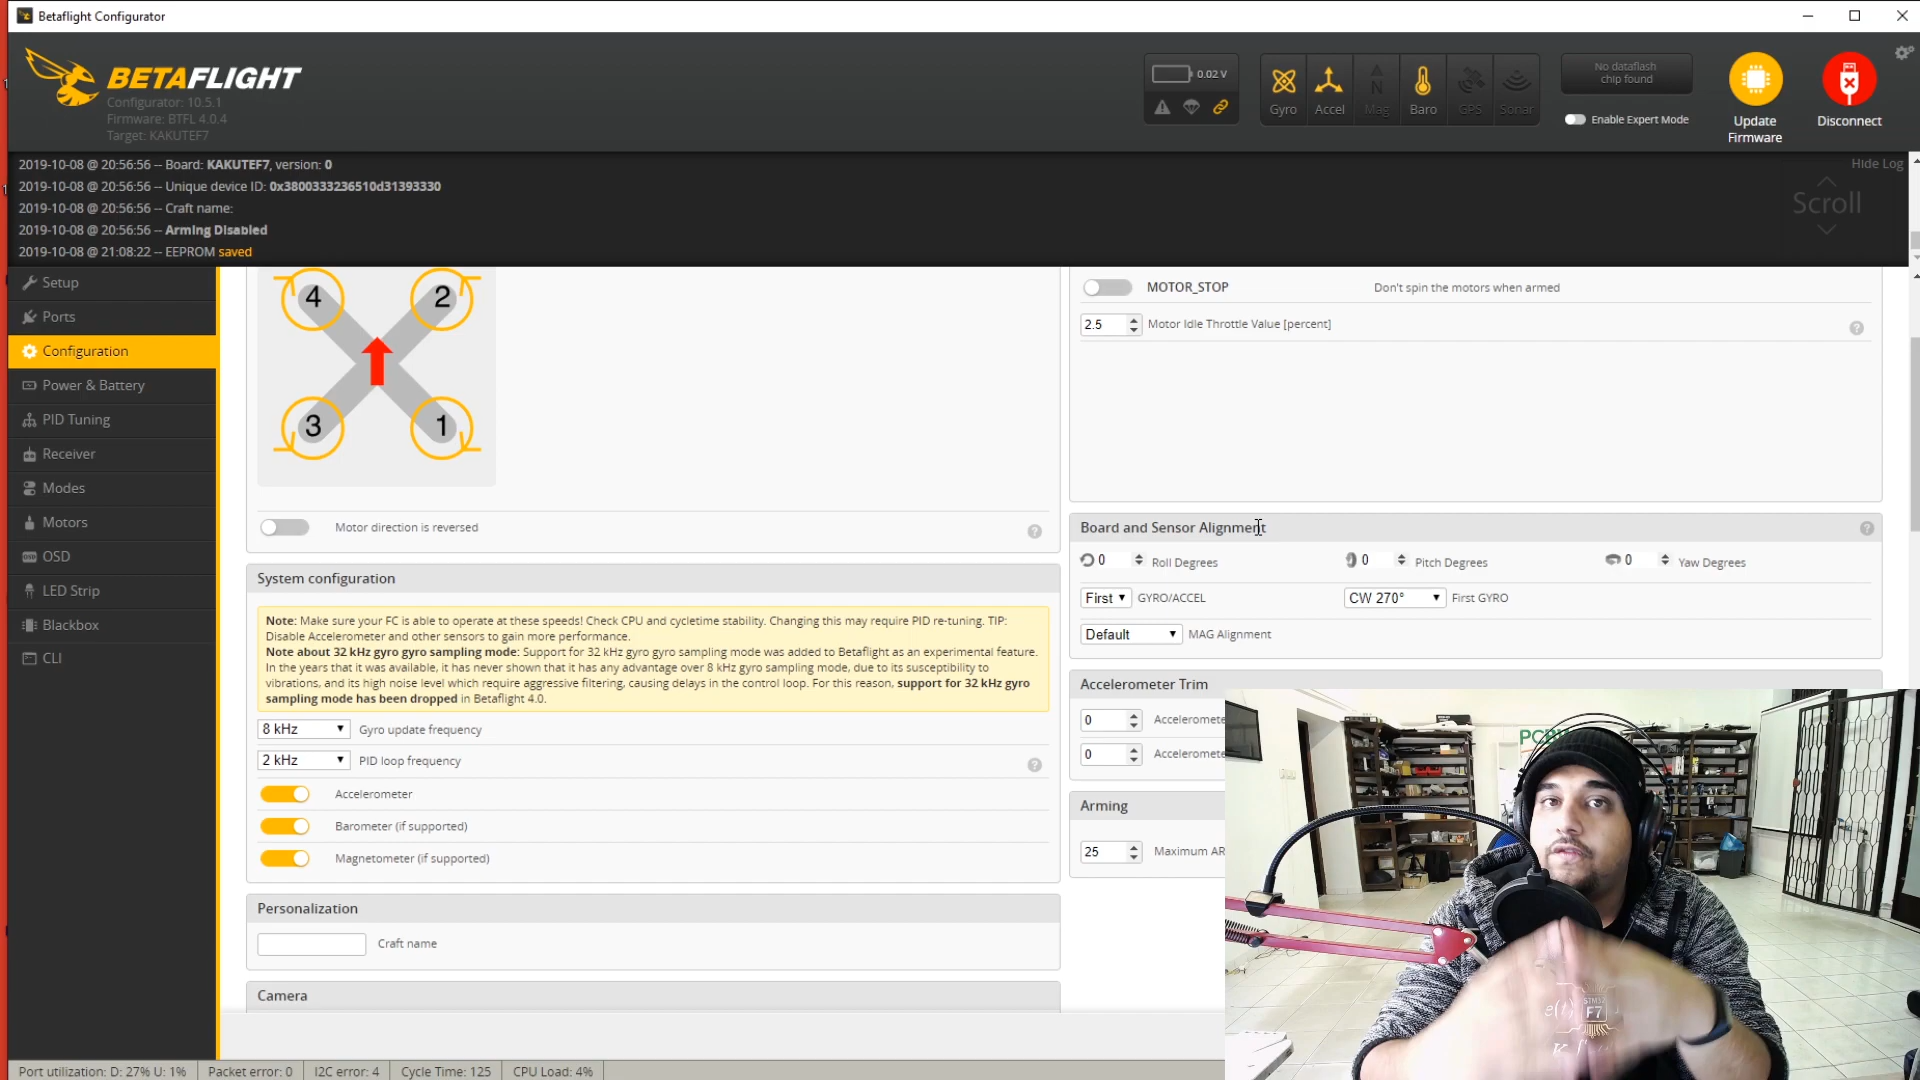 Betaflight Configurator
BETAFLIGHT
Configurator: 10.5.1
Firmware: BTFL 4.0.4
Target: KAKUTEF7
0.02 V
Gyro
Accel
Mag
Baro
GPS
Sonar
No dataflash
chip found
Enable Expert Mode
Update
Firmware
Disconnect
2019-10-08 @ 20:56:56 -- Board: KAKUTEF7, version: 0
2019-10-08 @ 20:56:56 -- Unique device ID: 0x3800333236510d31393330
2019-10-08 @ 20:56:56 -- Craft name:
2019-10-08 @ 20:56:56 -- Arming Disabled
2019-10-08 @ 21:08:22 -- EEPROM saved
Hide Log
Scroll
Setup
Ports
Configuration
Power & Battery
PID Tuning
Receiver
Modes
Motors
OSD
LED Strip
Blackbox
CLI
4
2
3
1
Motor direction is reversed
System configuration
Note: Make sure your FC is able to operate at these speeds! Check CPU and cycletime stability. Changing this may require PID re-tuning. TIP:
Disable Accelerometer and other sensors to gain more performance.
Note about 32 kHz gyro gyro sampling mode: Support for 32 kHz gyro gyro sampling mode was added to Betaflight as an experimental feature.
In the years that it was available, it has never shown that it has any advantage over 8 kHz gyro sampling mode, due to its susceptibility to
vibrations, and its high noise level which require aggressive filtering, causing delays in the control loop. For this reason, support for 32 kHz gyro
sampling mode has been dropped in Betaflight 4.0.
8 kHz Gyro update frequency
2 kHz PID loop frequency
Accelerometer
Barometer (if supported)
Magnetometer (if supported)
Personalization
Craft name
Camera
MOTOR_STOP Don't spin the motors when armed
2.5 Motor Idle Throttle Value [percent]
Board and Sensor Alignment
0 Roll Degrees 0 Pitch Degrees 0 Yaw Degrees
First GYRO/ACCEL CW 270° First GYRO
Default MAG Alignment
Accelerometer Trim
0 Acceleromete
0 Acceleromete
Arming
25 Maximum AR
STM32
F7
Port utilization: D: 27% U: 1% Packet error: 0 I2C error: 4 Cycle Time: 125 CPU Load: 4%